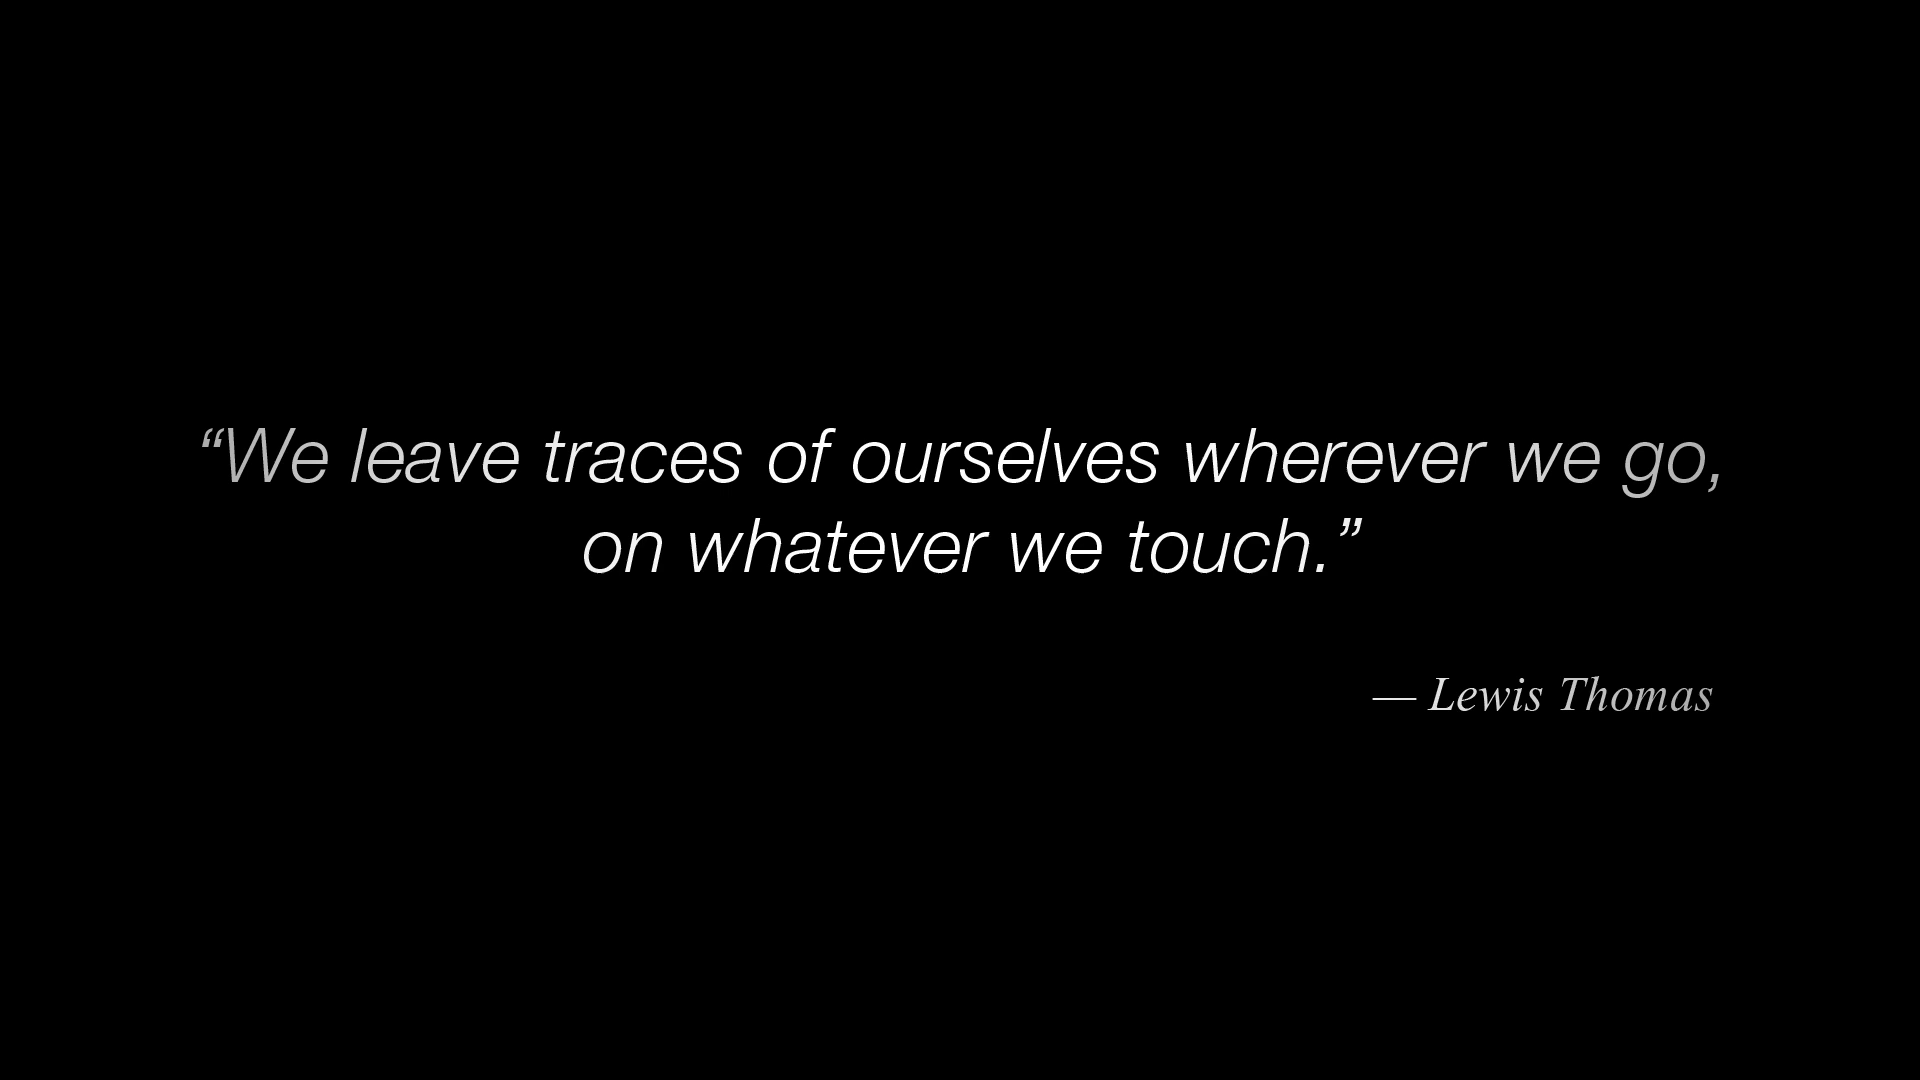 “We leave traces of ourselves wherever we go,
on whatever we touch.”
— Lewis Thomas